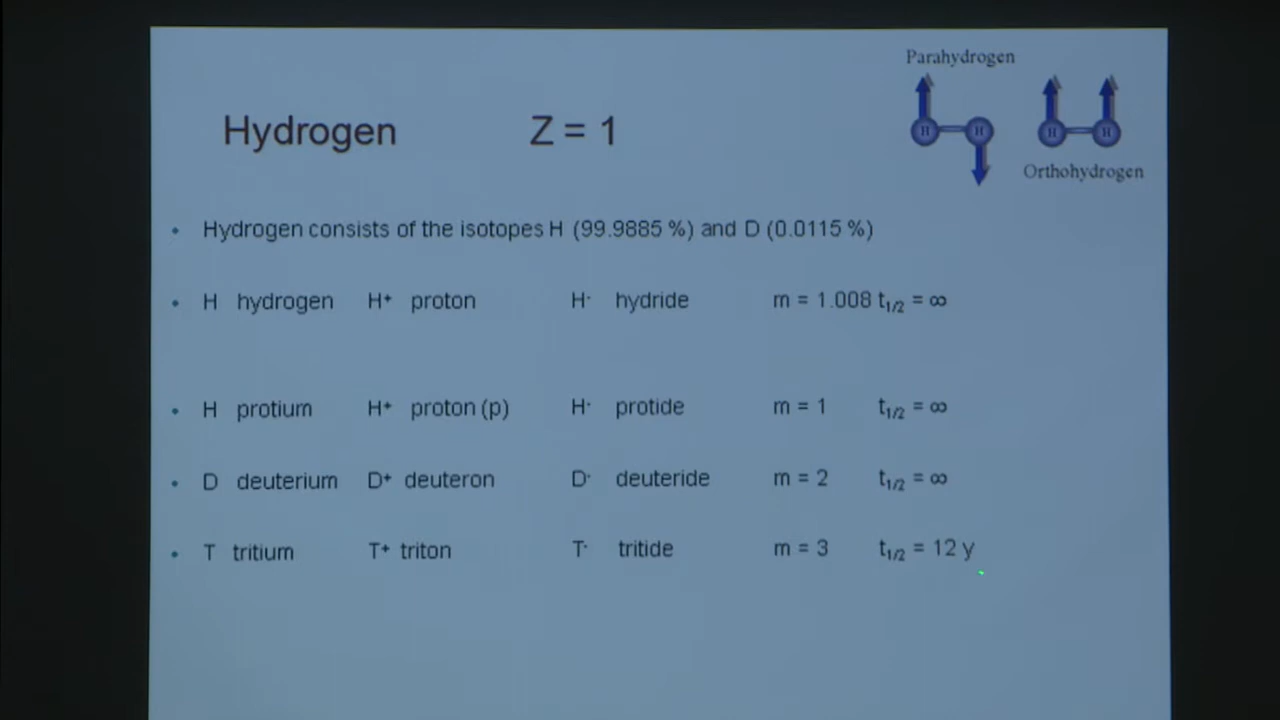 Parahydrogen
Hydrogen Z = 1
H H H H
Orthohydrogen
• Hydrogen consists of the isotopes H (99.9885 %) and D (0.0115 %)
• H hydrogen H⁺ proton H⁻ hydride m = 1.008 t1/2 = ∞
• H protium H⁺ proton (p) H⁻ protide m = 1 t1/2 = ∞
• D deuterium D⁺ deuteron D⁻ deuteride m = 2 t1/2 = ∞
• T tritium T⁺ triton T⁻ tritide m = 3 t1/2 = 12 y